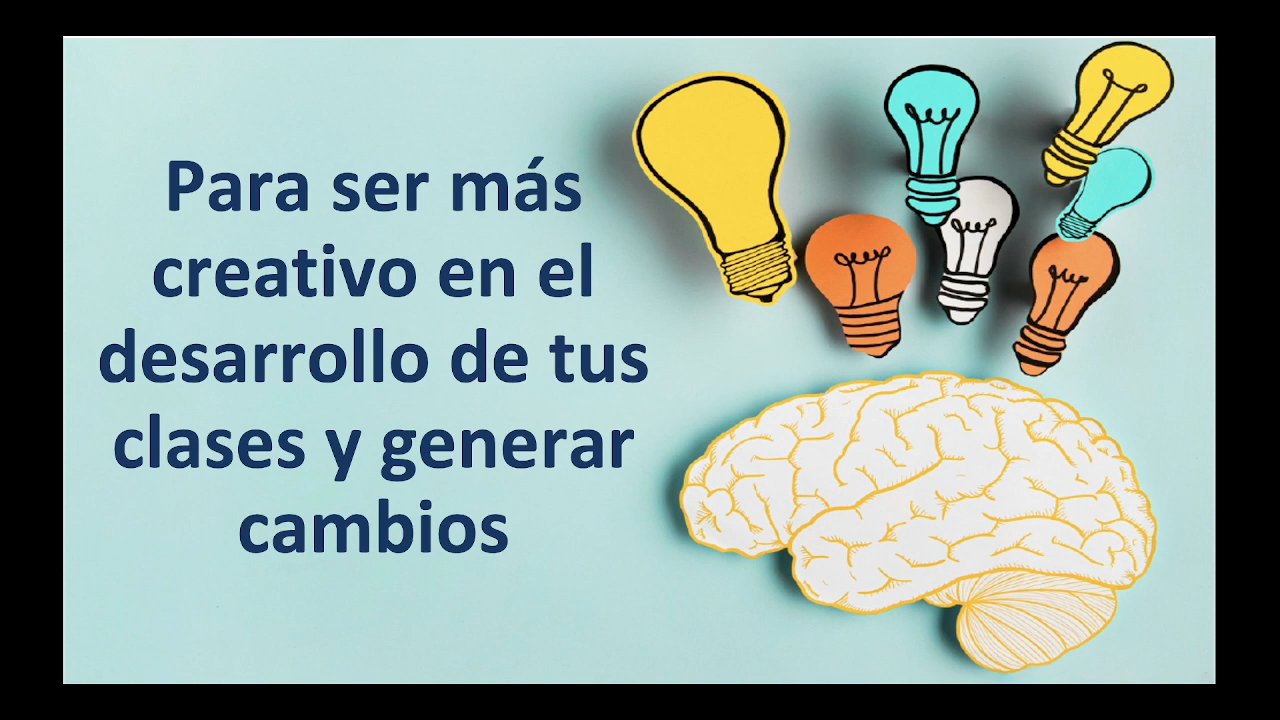 Para ser más
creativo en el
desarrollo de tus
clases y generar
cambios